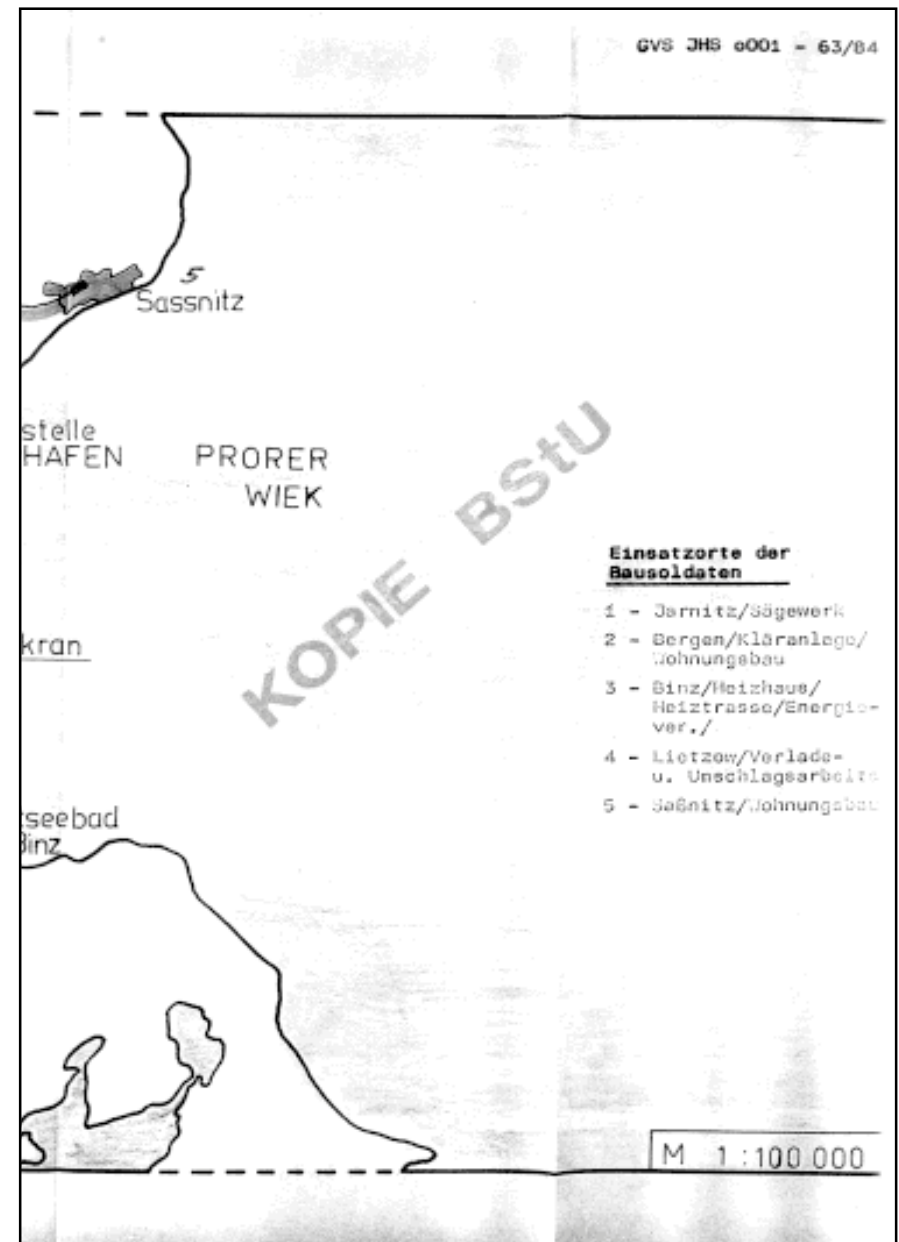 GVS JHS o001 - 63/84
5
Sassnitz
stelle
HAFEN
PRORER
WIEK
KOPIE BStU
Einsatzorte der
Bausoldaten
1 - Jarnitz/Sägewerk
2 - Bergen/Kläranlage/
Wohnungsbau
3 - Binz/Heizhaus/
Heiztrasse/Energie-
ver./
kran
4 - Lietzow/Verlade-
u. Unschlagsarbeite
5 - Saßnitz/Wohnungsbau
tseebad
Binz
M 1:100 000